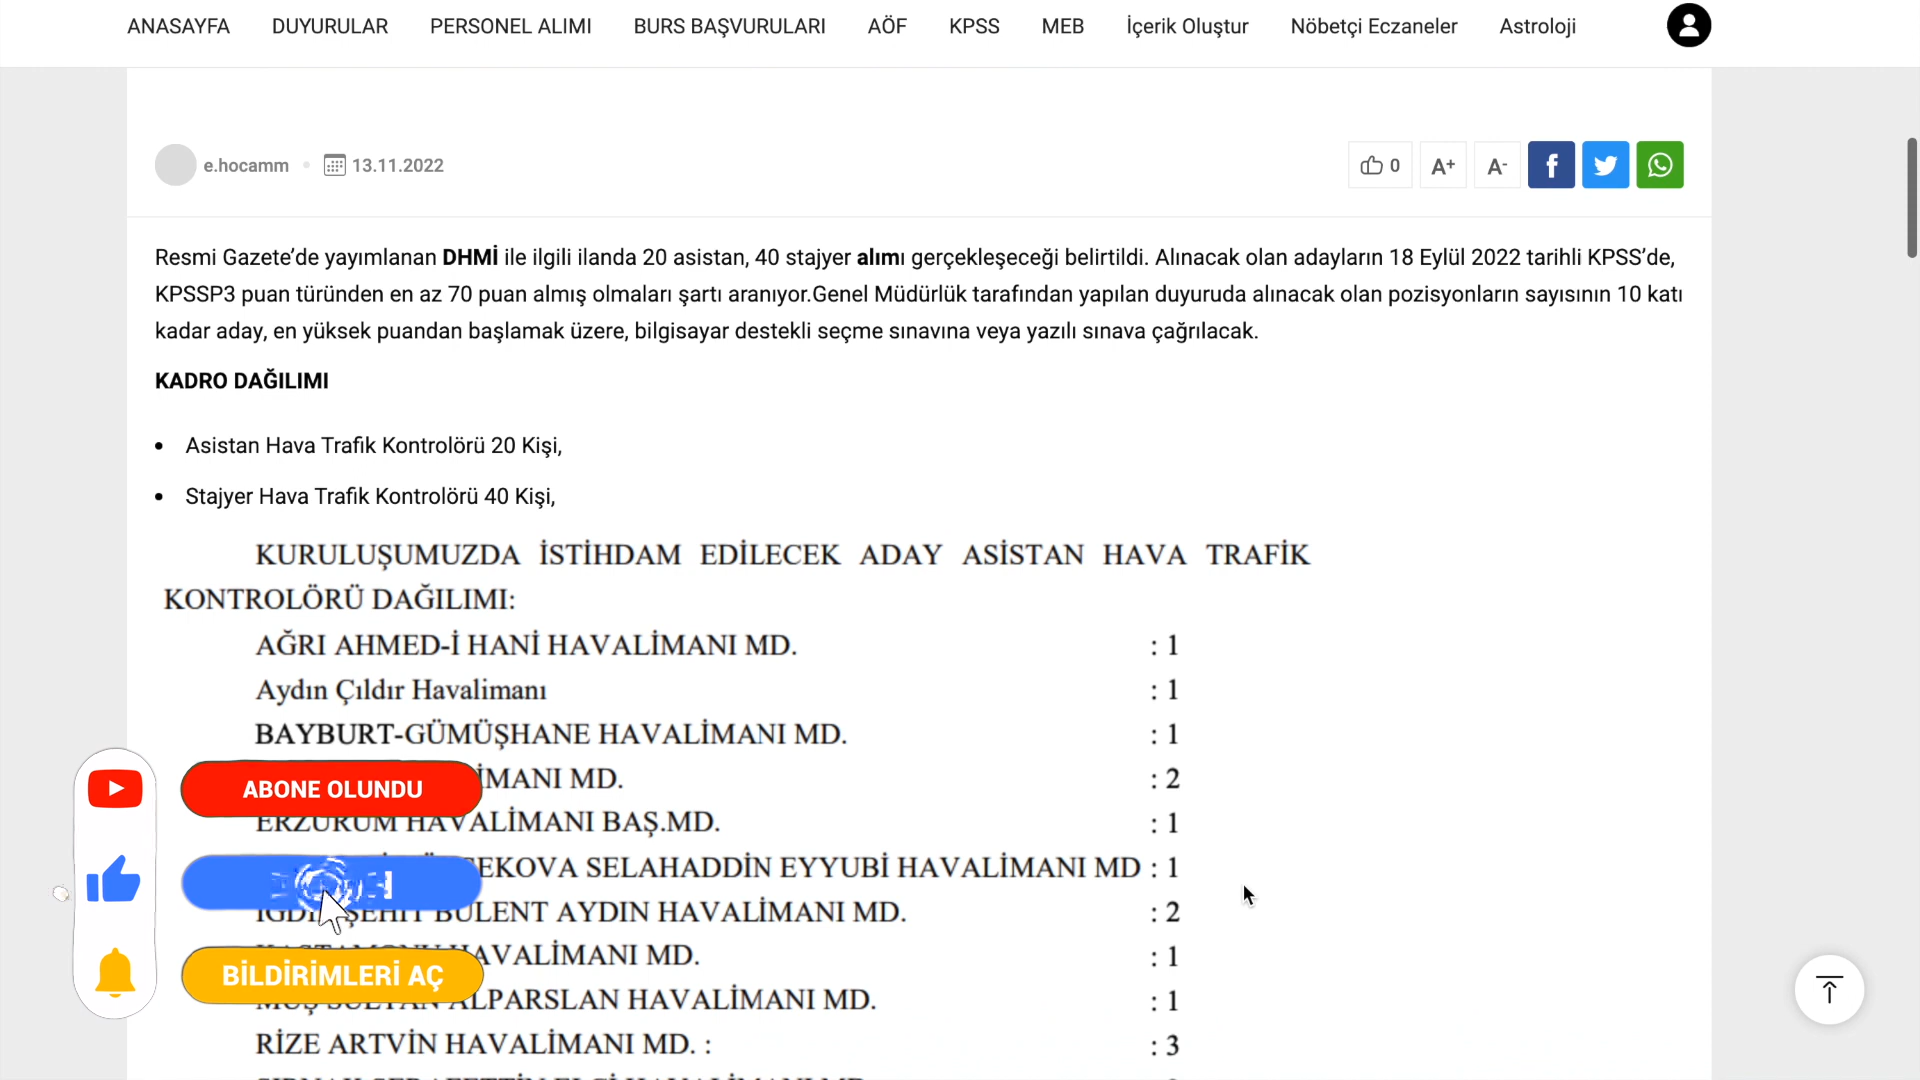 ANASAYFA DUYURULAR PERSONEL ALIMI BURS BAŞVURULARI AÖF KPSS MEB İçerik Oluştur Nöbetçi Eczaneler Astroloji
e.hocamm 13.11.2022 0 A+ A-
Resmi Gazete’de yayımlanan DHMİ ile ilgili ilanda 20 asistan, 40 stajyer alımı gerçekleşeceği belirtildi. Alınacak olan adayların 18 Eylül 2022 tarihli KPSS’de,
KPSSP3 puan türünden en az 70 puan almış olmaları şartı aranıyor.Genel Müdürlük tarafından yapılan duyuruda alınacak olan pozisyonların sayısının 10 katı
kadar aday, en yüksek puandan başlamak üzere, bilgisayar destekli seçme sınavına veya yazılı sınava çağrılacak.
KADRO DAĞILIMI
• Asistan Hava Trafik Kontrolörü 20 Kişi,
• Stajyer Hava Trafik Kontrolörü 40 Kişi,
KURULUŞUMUZDA İSTİHDAM EDİLECEK ADAY ASİSTAN HAVA TRAFİK
KONTROLÖRÜ DAĞILIMI:
AĞRI AHMED-İ HANİ HAVALİMANI MD. : 1
Aydın Çıldır Havalimanı : 1
BAYBURT-GÜMÜŞHANE HAVALİMANI MD. : 1
MD. : 2
ABONE OLUNDU
ERZURUM HAVALİMANI BAŞ.MD. : 1
SELAHADDİN EYYUBİ HAVALİMANI MD : 1
BÜLENT AYDIN HAVALİMANI MD. : 2
MD. : 1
BİLDİRİMLERİ AÇ
ALPARSLAN HAVALİMANI MD. : 1
RİZE ARTVİN HAVALİMANI MD. : : 3